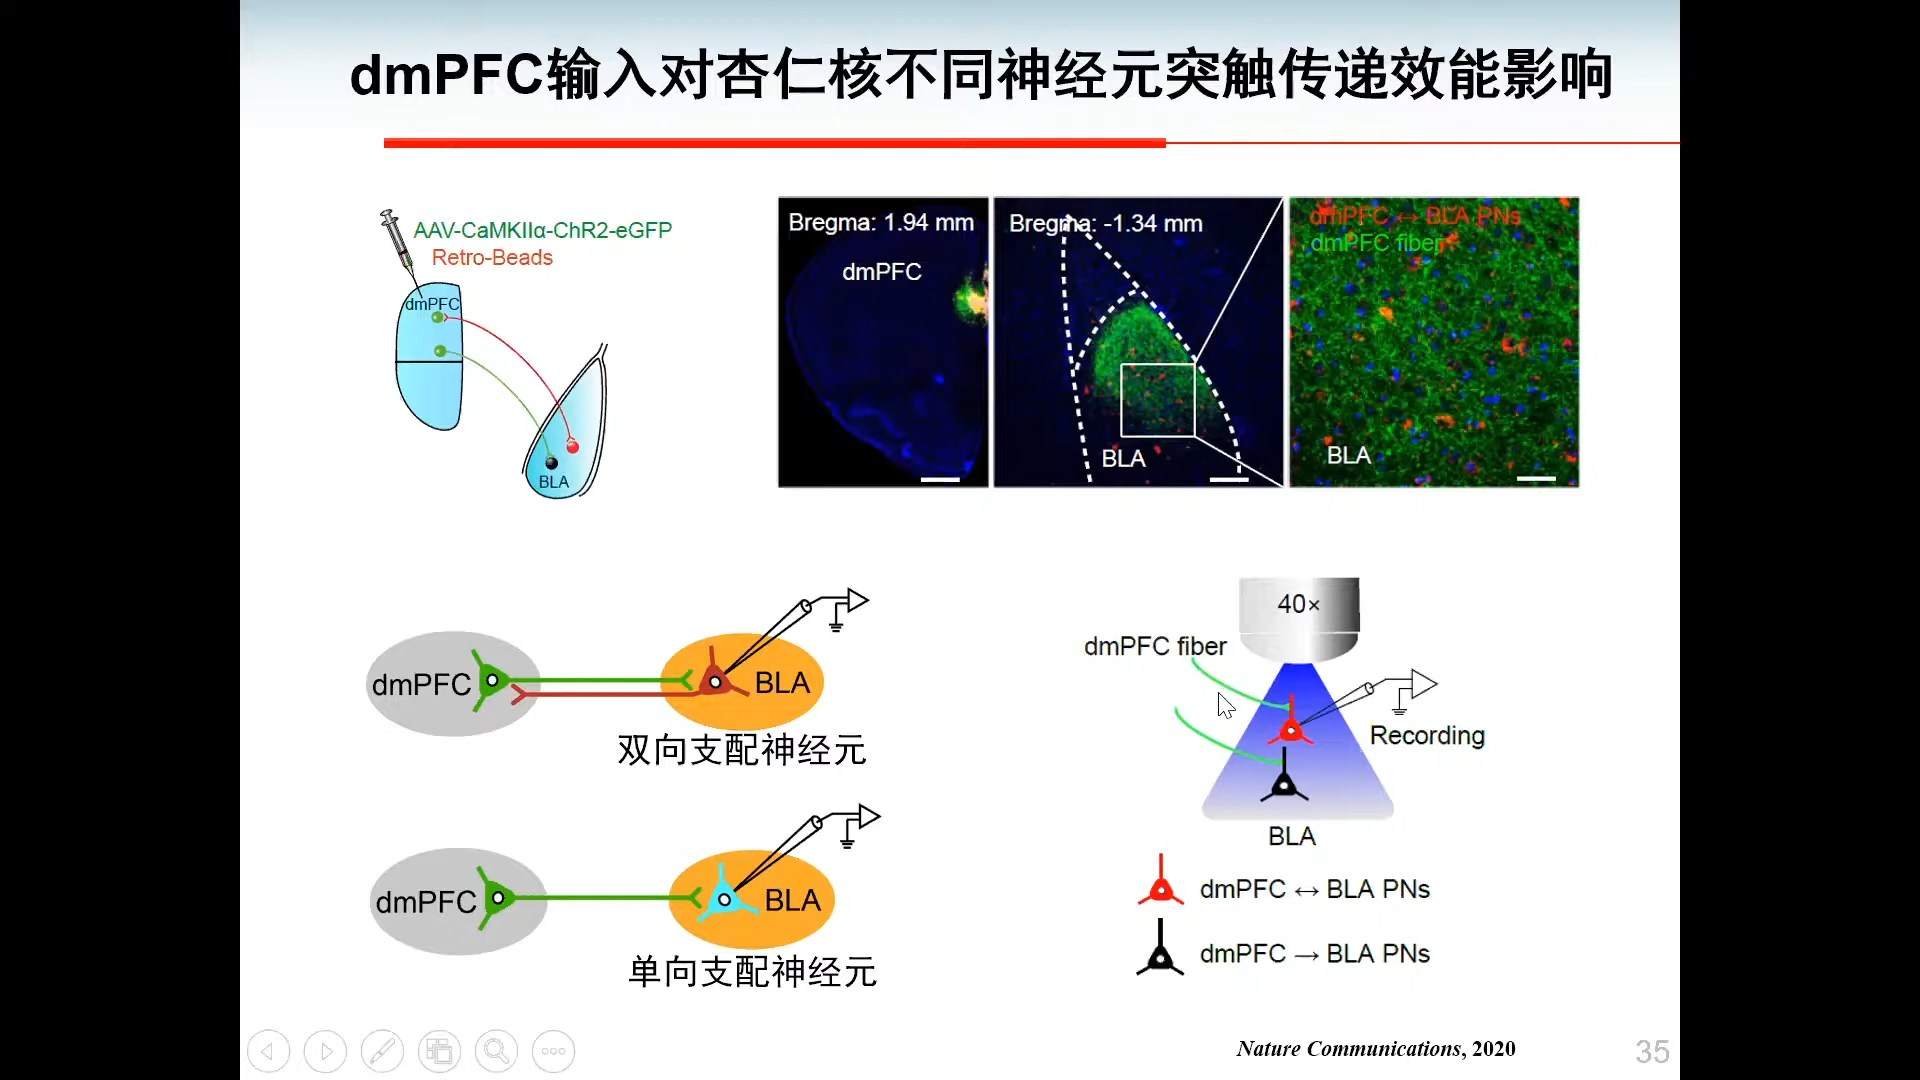 dmPFC输入对杏仁核不同神经元突触传递效能影响
AAV-CaMKIIα-ChR2-eGFP
Retro-Beads
dmPFC
BLA
Bregma: 1.94 mm
dmPFC
Bregma: -1.34 mm
BLA
dmPFC ↔ BLA PNs
dmPFC fiber
BLA
dmPFC
BLA
双向支配神经元
dmPFC
BLA
单向支配神经元
40×
dmPFC fiber
Recording
BLA
dmPFC ↔ BLA PNs
dmPFC → BLA PNs
Nature Communications, 2020
35